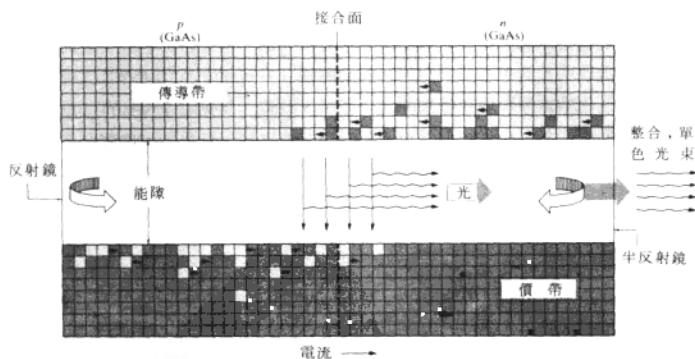 p
(GaAs)
接合面
n
(GaAs)
傳導帶
整合，單
色光束
反射鏡
能隙
光
半反射鏡
價帶
電流